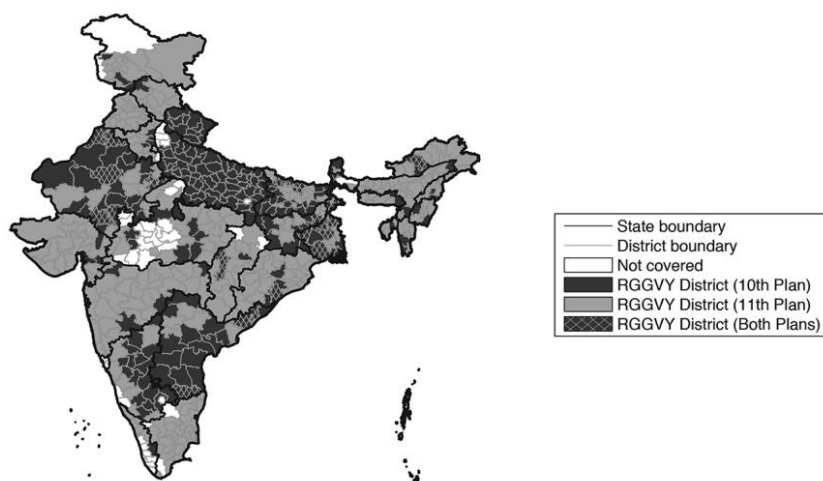 State boundary
District boundary
Not covered
RGGVY District (10th Plan)
RGGVY District (11th Plan)
RGGVY District (Both Plans)